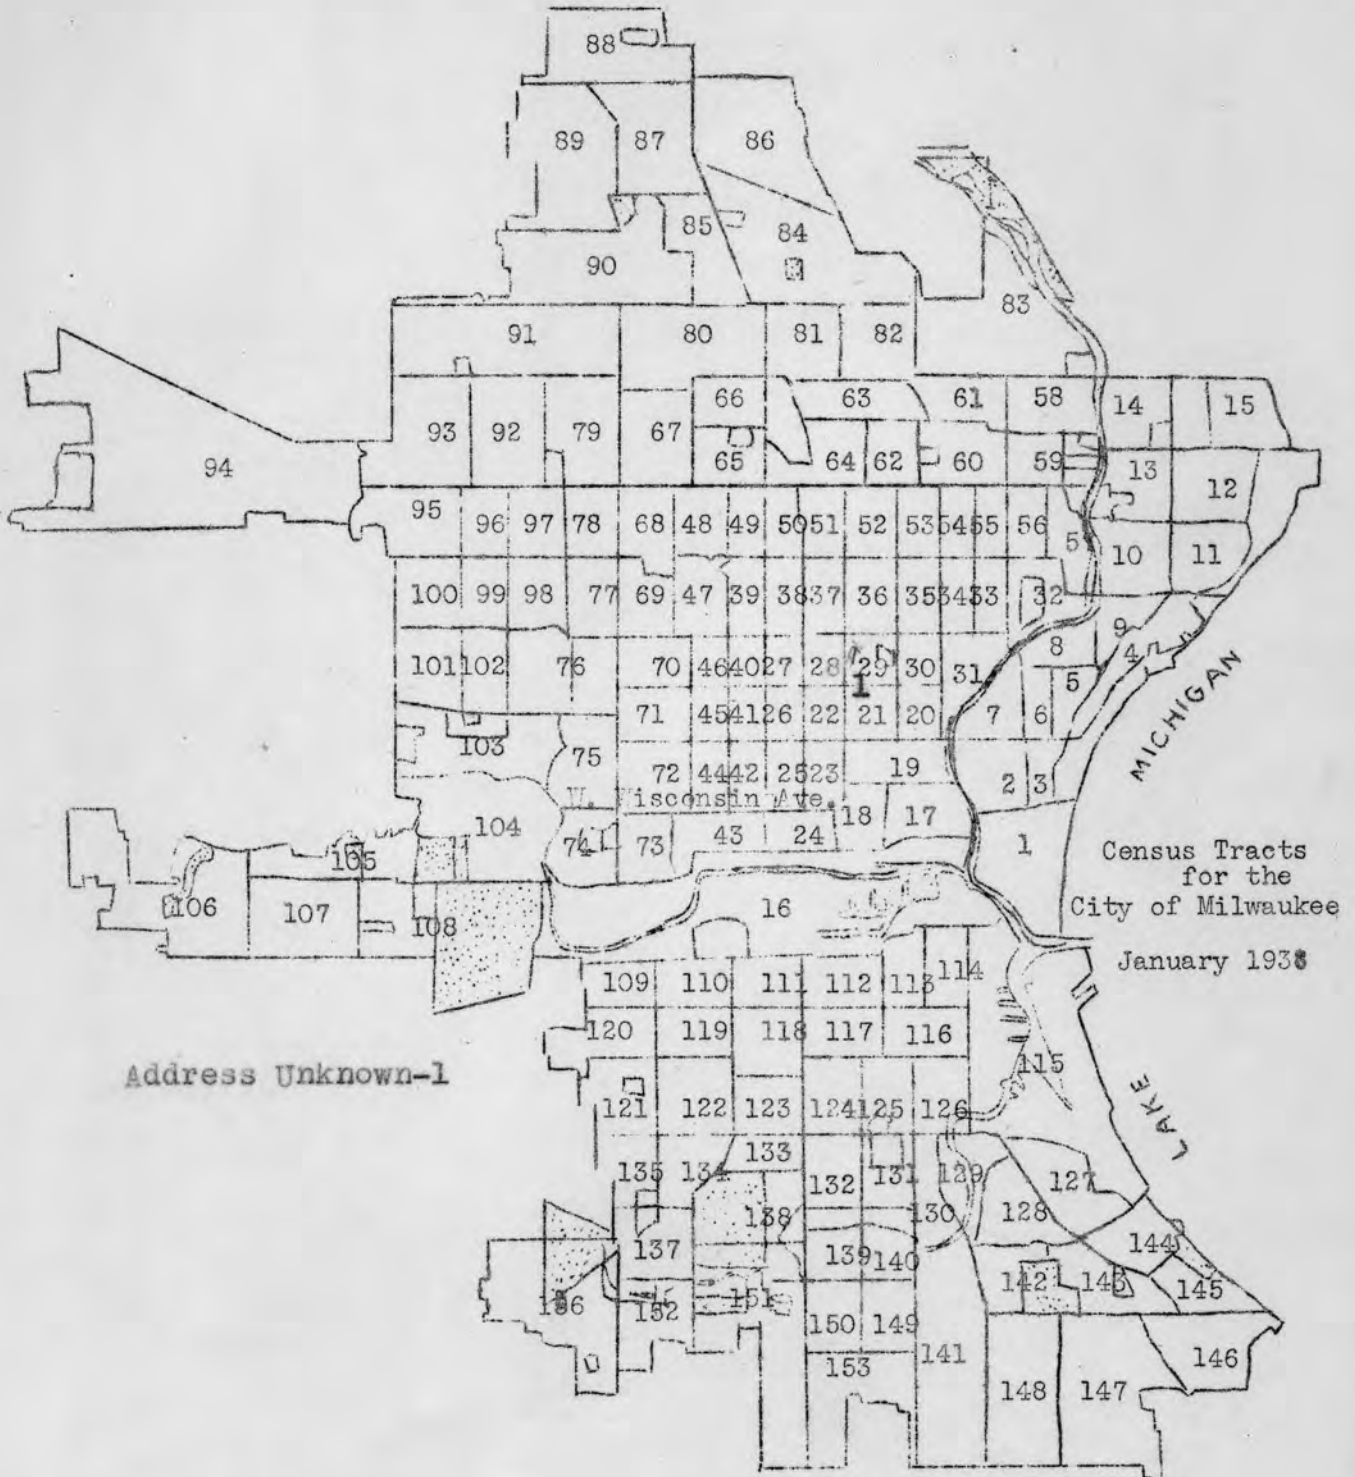 88
89 87 86
85 84
90
83
91 80 81 82
66 63 61 58 14 15
93 92 79 67
94 65 64 62 60 59 13
12
95 96 97 78 68 48 49 50 51 52 53 54 55 56 5
10 11
100 99 98 77 69 47 39 38 37 36 35 34 33 32
9
8 4
101 102 76 70 46 40 27 28 29 30 31
1 5
71 45 41 26 22 21 20 7 6
MICHIGAN
103 75
72 44 42 25 23 19 2 3
W. Wisconsin Ave.
18 17
104 74 73 43 24 1
105
Census Tracts
for the
City of Milwaukee
January 1938
106 107 108 16
109 110 111 112 113 114
120 119 118 117 116
115
Address Unknown-1
LAKE
121 122 123 124 125 126
133
135 134 132 131 129 127
138 130 128
137 139 140 144
142 143 145
136 152 151
150 149
153 141 146
148 147